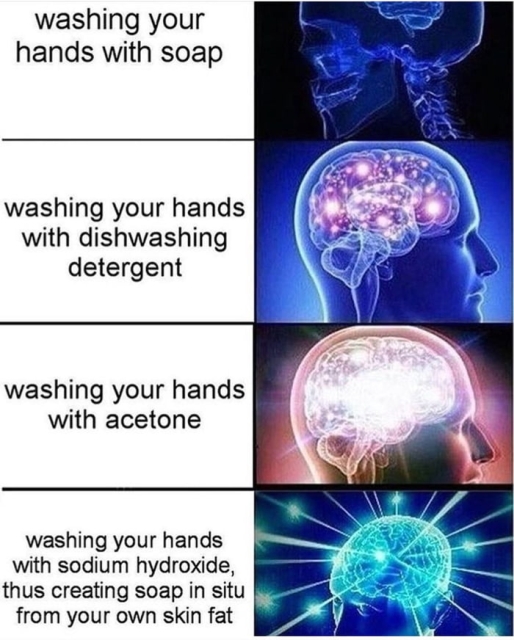 washing your
hands with soap
washing your hands
with dishwashing
detergent
washing your hands
with acetone
washing your hands
with sodium hydroxide,
thus creating soap in situ
from your own skin fat